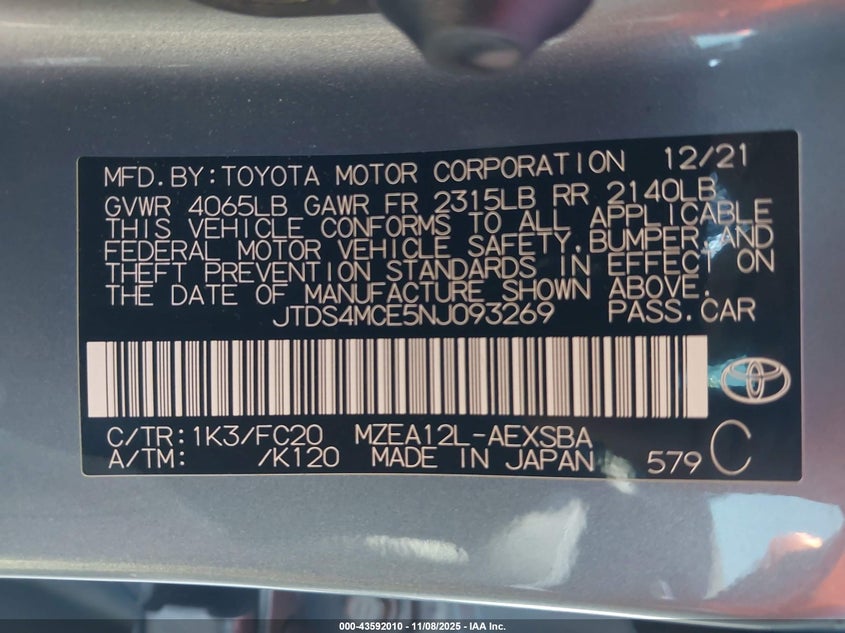 MFD.BY:TOYOTA MOTOR CORPORATION 12/21
GVWR 4065LB GAWR FR 2315LB RR 2140LB
THIS VEHICLE CONFORMS TO ALL APPLICABLE
FEDERAL MOTOR VEHICLE SAFETY,BUMPER,AND
THEFT PREVENTION STANDARDS IN EFFECT ON
THE DATE OF MANUFACTURE SHOWN ABOVE.
JTDS4MCE5NJ093269 PASS.CAR
C/TR:1K3/FC20 MZEA12L-AEXSBA
A/TM: /K120 MADE IN JAPAN 579 C
000-43592010 - 11/08/2025 - IAA Inc.